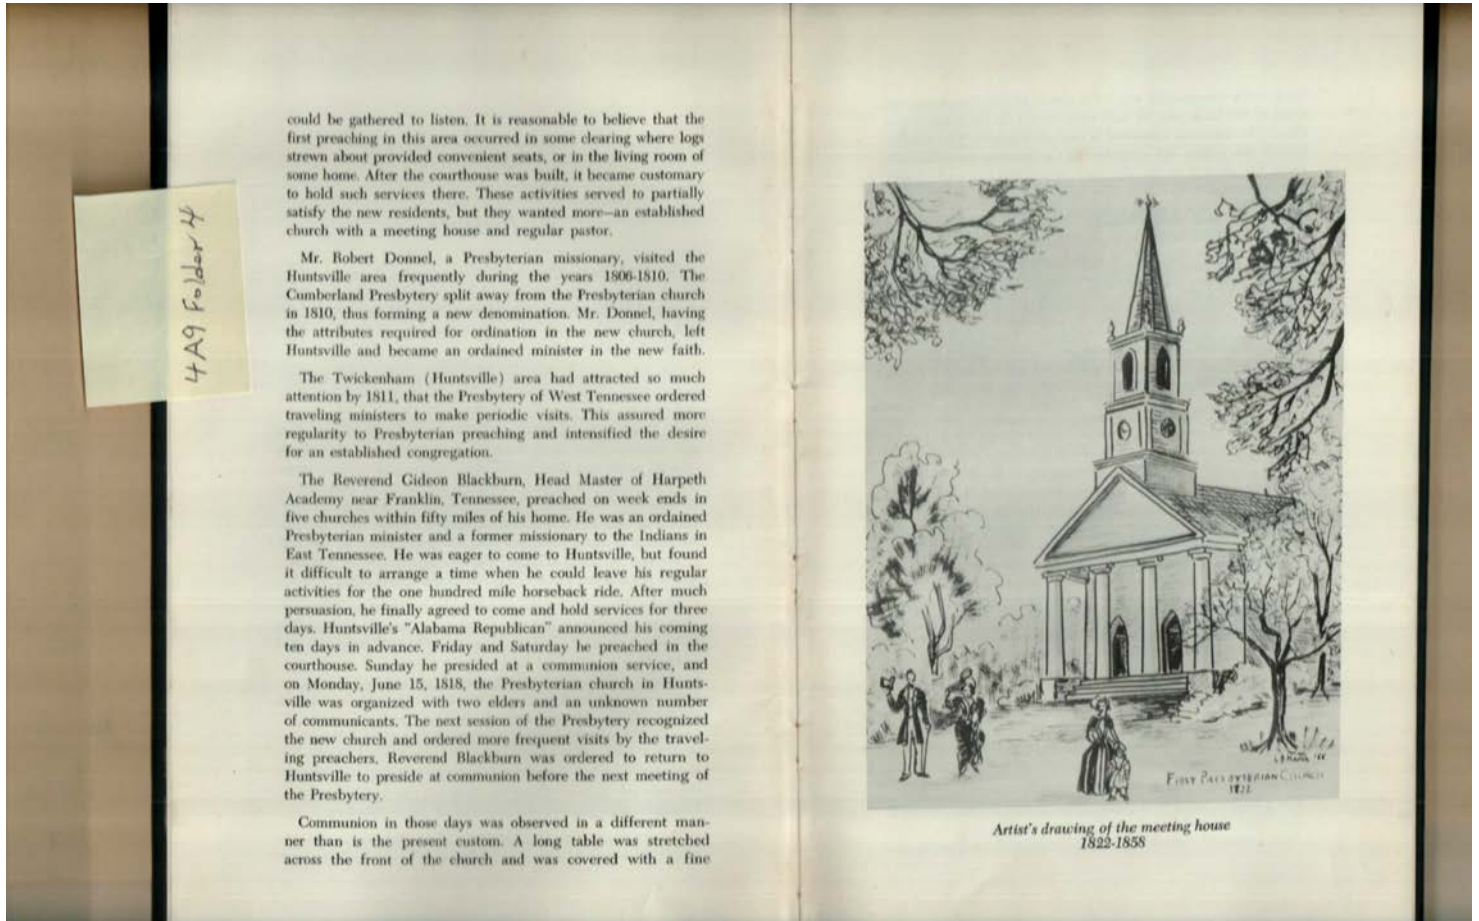 4A9 Folder 4
could be gathered to listen. It is reasonable to believe that the
first preaching in this area occurred in some clearing where logs
strewn about provided convenient seats, or in the living room of
some home. After the courthouse was built, it became customary
to hold such services there. These activities served to partially
satisfy the new residents, but they wanted more—an established
church with a meeting house and regular pastor.
Mr. Robert Donnel, a Presbyterian missionary, visited the
Huntsville area frequently during the years 1806-1810. The
Cumberland Presbytery split away from the Presbyterian church
in 1810, thus forming a new denomination. Mr. Donnel, having
the attributes required for ordination in the new church, left
Huntsville and became an ordained minister in the new faith.
The Twickenham (Huntsville) area had attracted so much
attention by 1811, that the Presbytery of West Tennessee ordered
traveling ministers to make periodic visits. This assured more
regularity to Presbyterian preaching and intensified the desire
for an established congregation.
The Reverend Gideon Blackburn, Head Master of Harpeth
Academy near Franklin, Tennessee, preached on week ends in
five churches within fifty miles of his home. He was an ordained
Presbyterian minister and a former missionary to the Indians in
East Tennessee. He was eager to come to Huntsville, but found
it difficult to arrange a time when he could leave his regular
activities for the one hundred mile horseback ride. After much
persuasion, he finally agreed to come and hold services for three
days. Huntsville's "Alabama Republican" announced his coming
ten days in advance. Friday and Saturday he preached in the
courthouse. Sunday he presided at a communion service, and
on Monday, June 15, 1818, the Presbyterian church in Hunts-
ville was organized with two elders and an unknown number
of communicants. The next session of the Presbytery recognized
the new church and ordered more frequent visits by the travel-
ing preachers. Reverend Blackburn was ordered to return to
Huntsville to preside at communion before the next meeting of
the Presbytery.
Communion in those days was observed in a different man-
ner than is the present custom. A long table was stretched
across the front of the church and was covered with a fine
First Presbyterian Church
1822
Artist's drawing of the meeting house
1822-1858